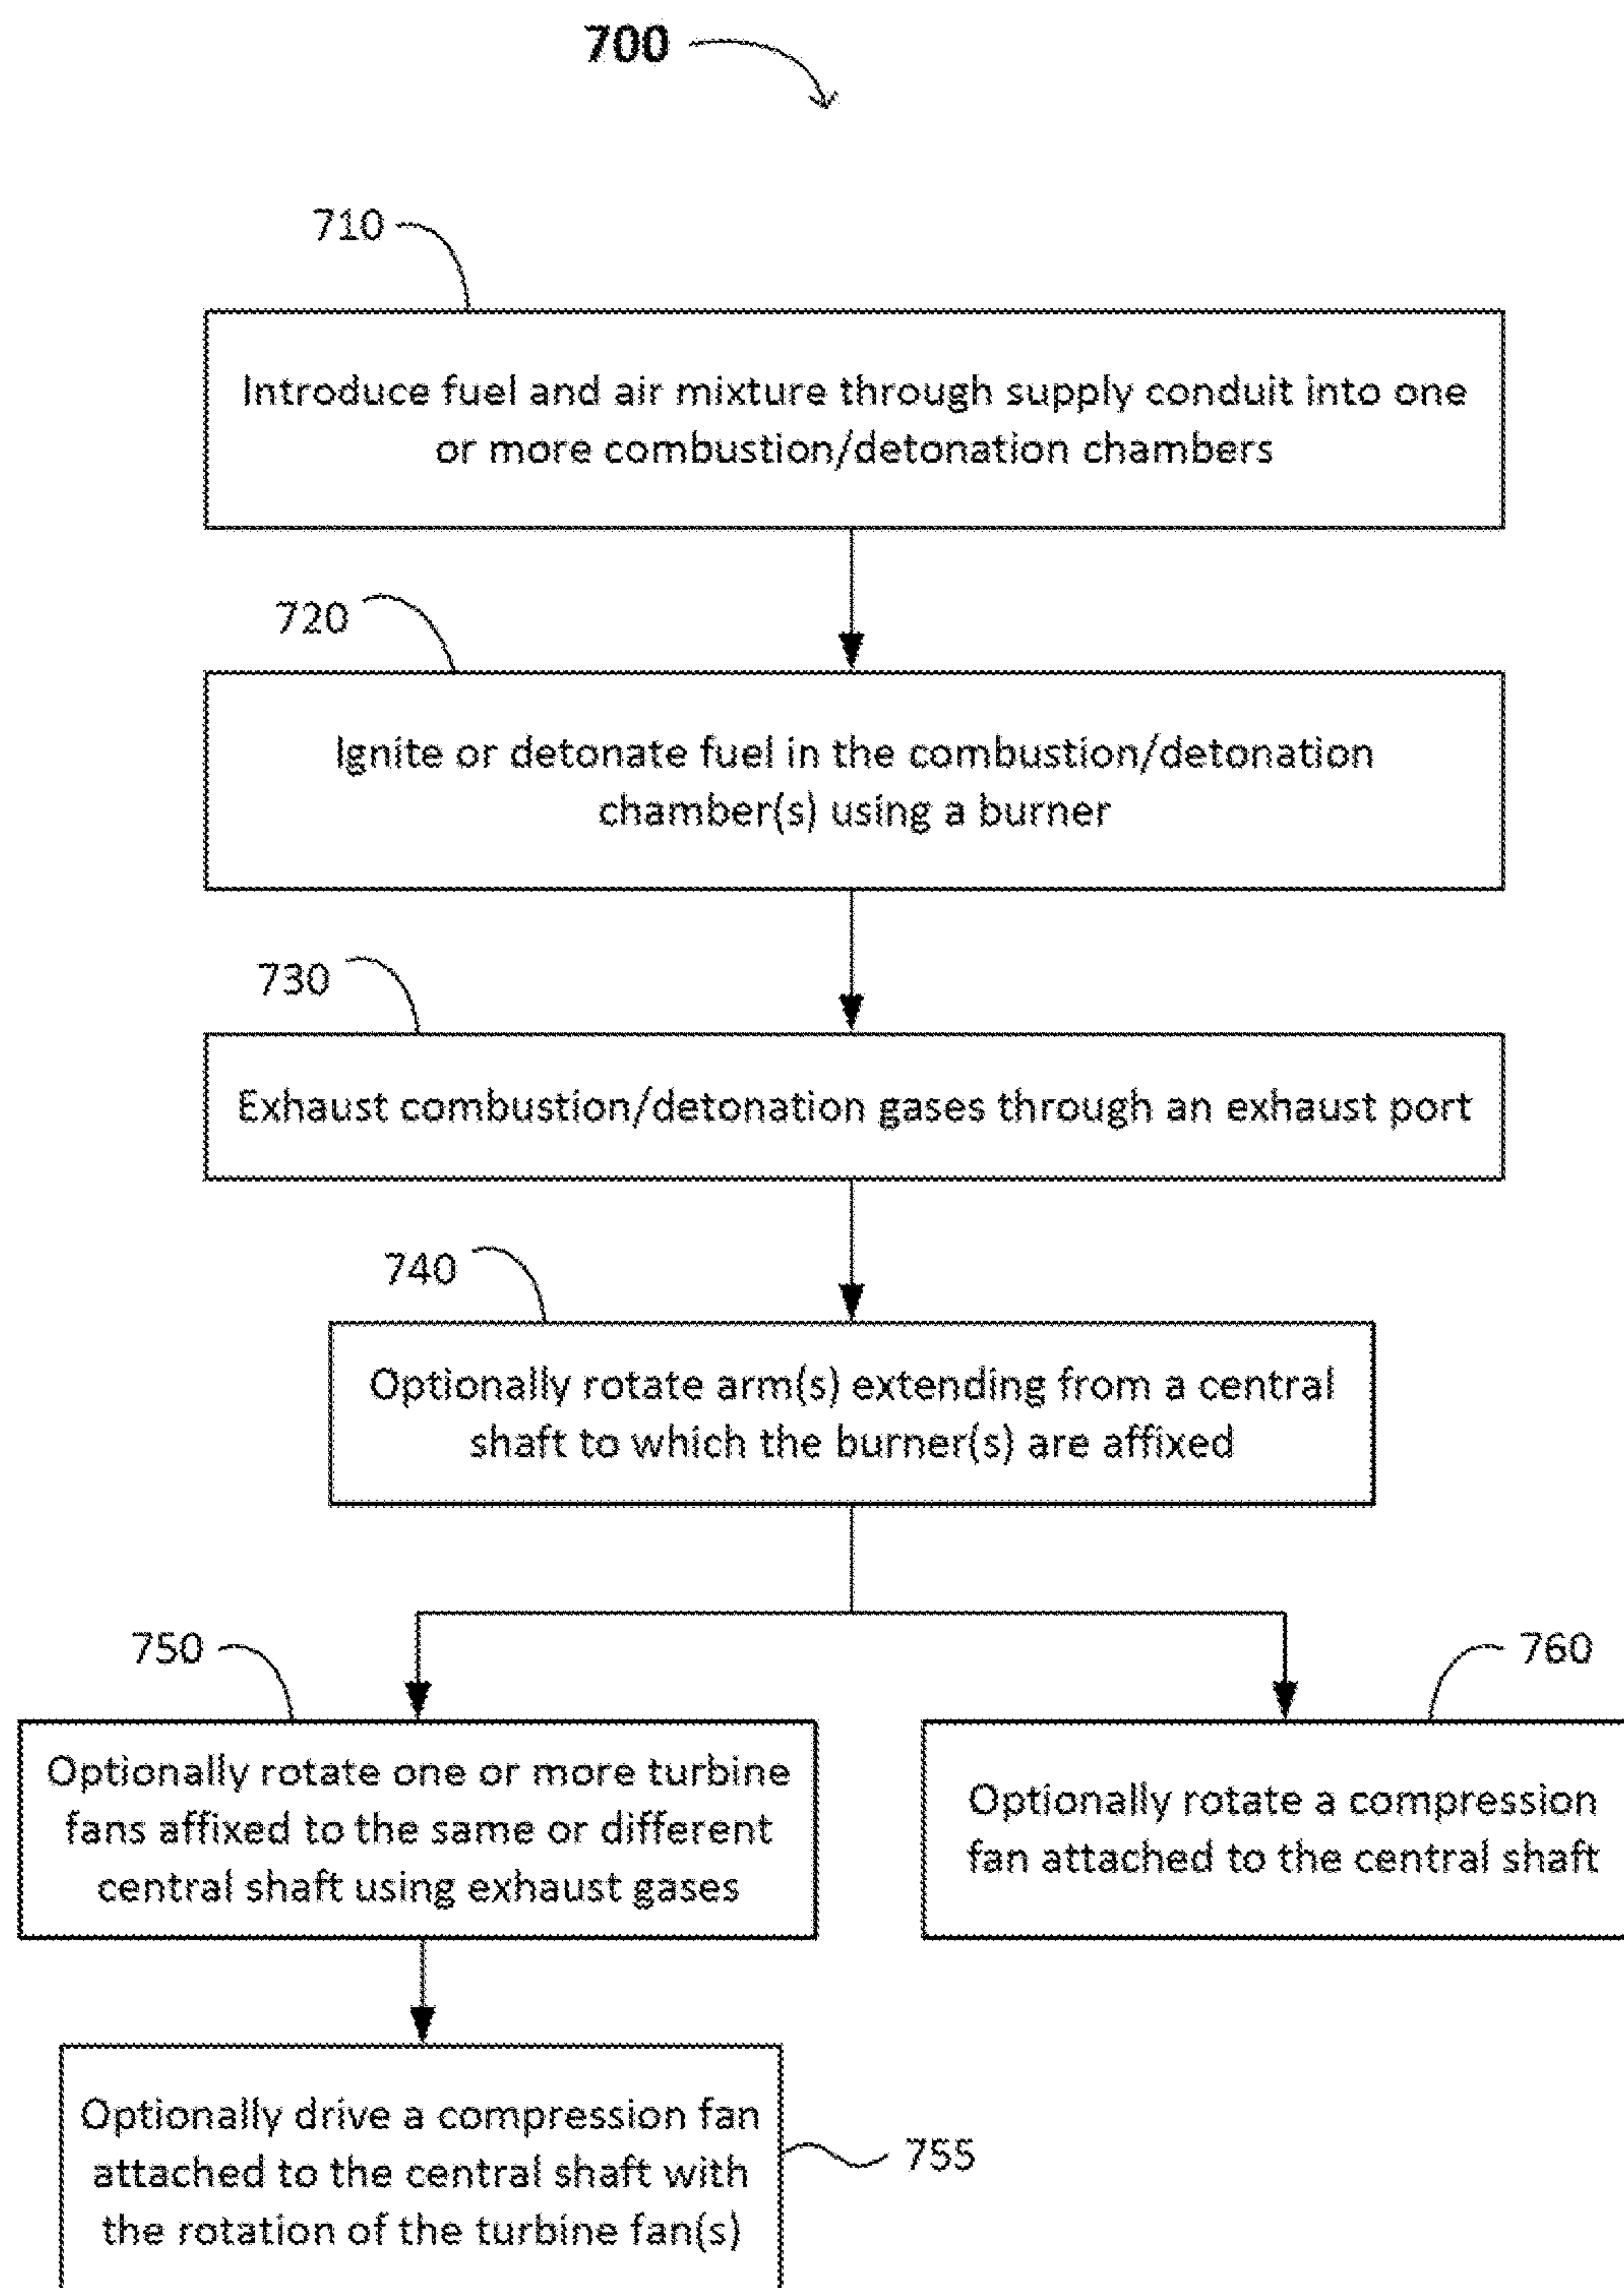 700
710
Introduce fuel and air mixture through supply conduit into one
or more combustion/detonation chambers
720
Ignite or detonate fuel in the combustion/detonation
chamber(s) using a burner
730
Exhaust combustion/detonation gases through an exhaust port
740
Optionally rotate arm(s) extending from a central
shaft to which the burner(s) are affixed
750
Optionally rotate one or more turbine
fans affixed to the same or different
central shaft using exhaust gases
760
Optionally rotate a compression
fan attached to the central shaft
Optionally drive a compression fan
attached to the central shaft with
the rotation of the turbine fan(s)
755